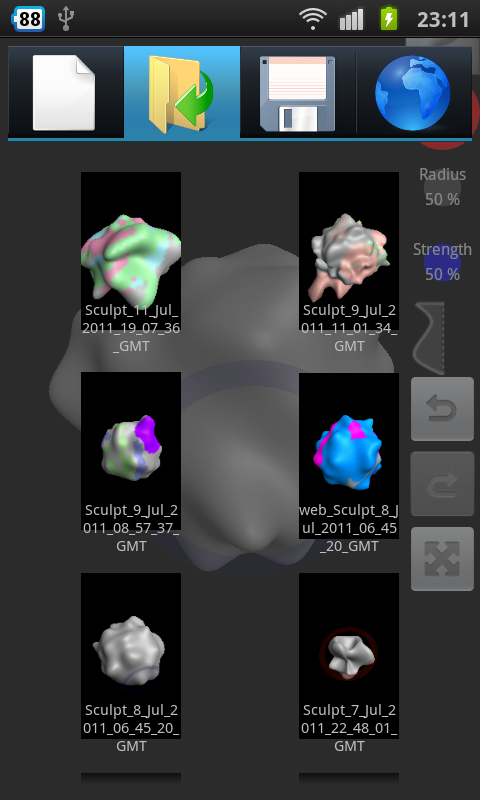 88
23:11
Radius
50 %
Strength
50 %
Sculpt_11_Jul_
2011_19_07_36
_GMT
Sculpt_9_Jul_2
011_11_01_34_
GMT
Sculpt_9_Jul_2
011_08_57_37_
GMT
web_Sculpt_8_J
ul_2011_06_45
_20_GMT
Sculpt_8_Jul_2
011_06_45_20_
GMT
Sculpt_7_Jul_2
011_22_48_01_
GMT